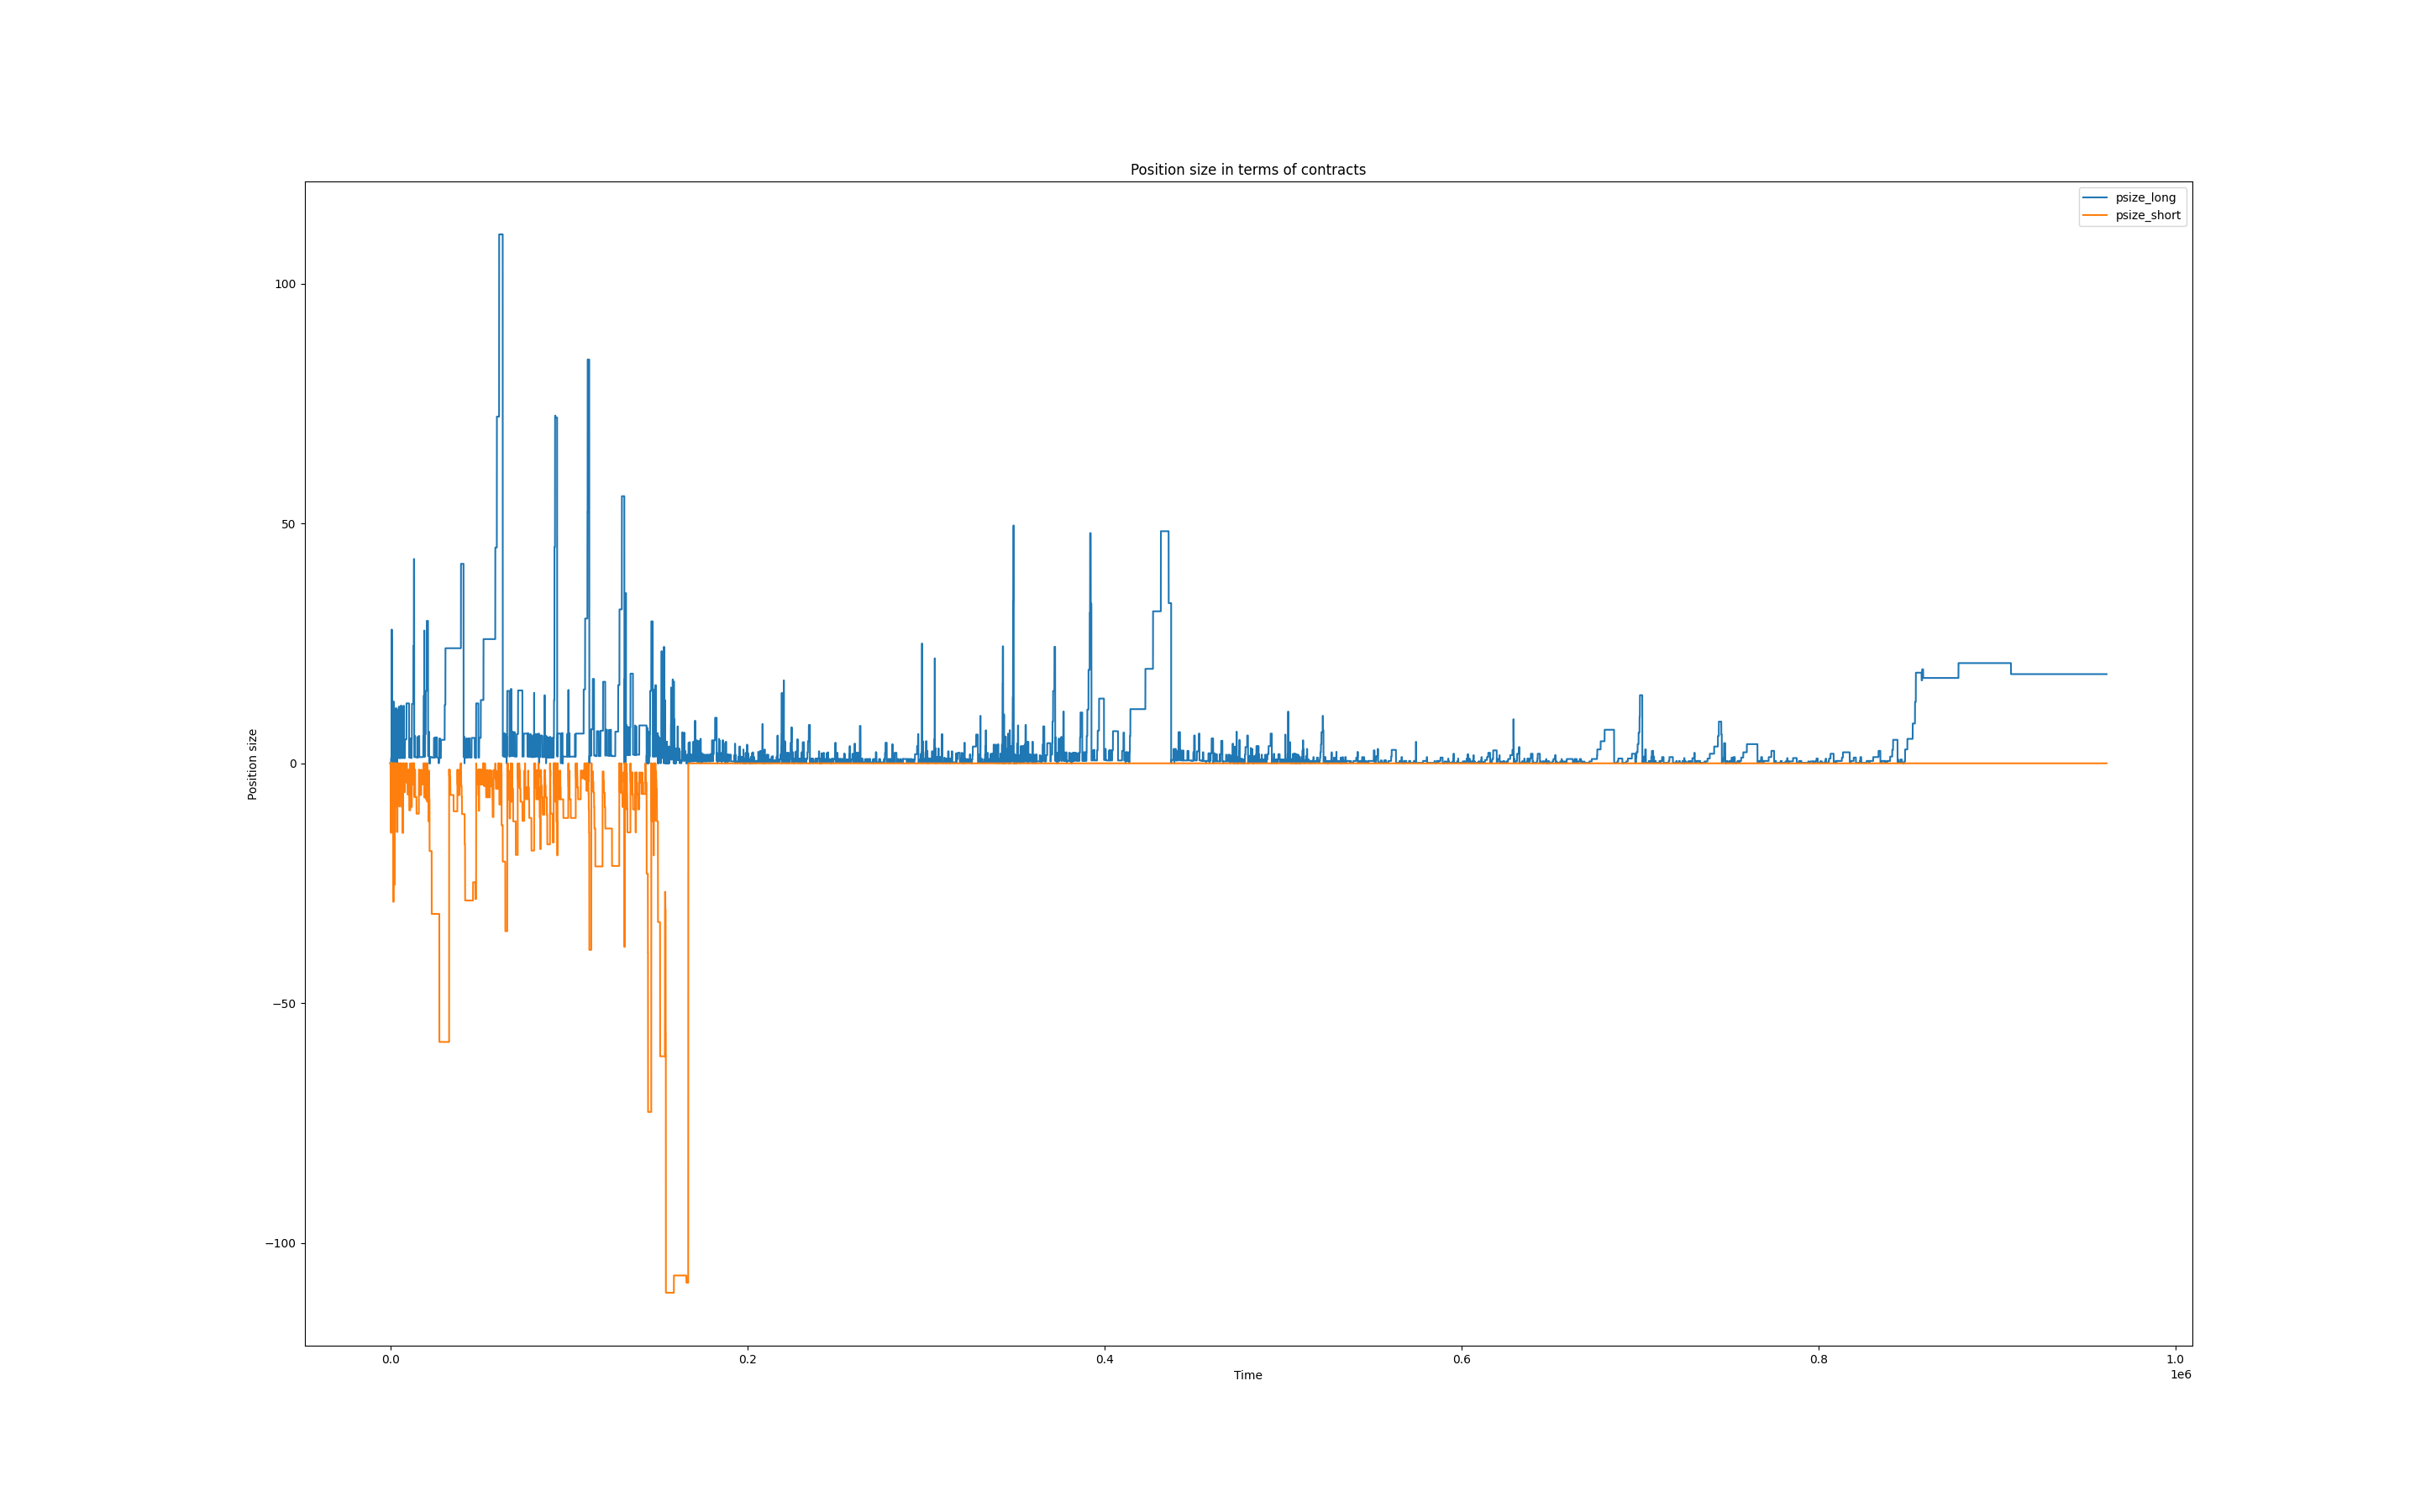 Position size in terms of contracts
psize_long
psize_short
100
50
0
−50
−100
Position size
0.0
0.2
0.4
0.6
0.8
1.0
1e6
Time